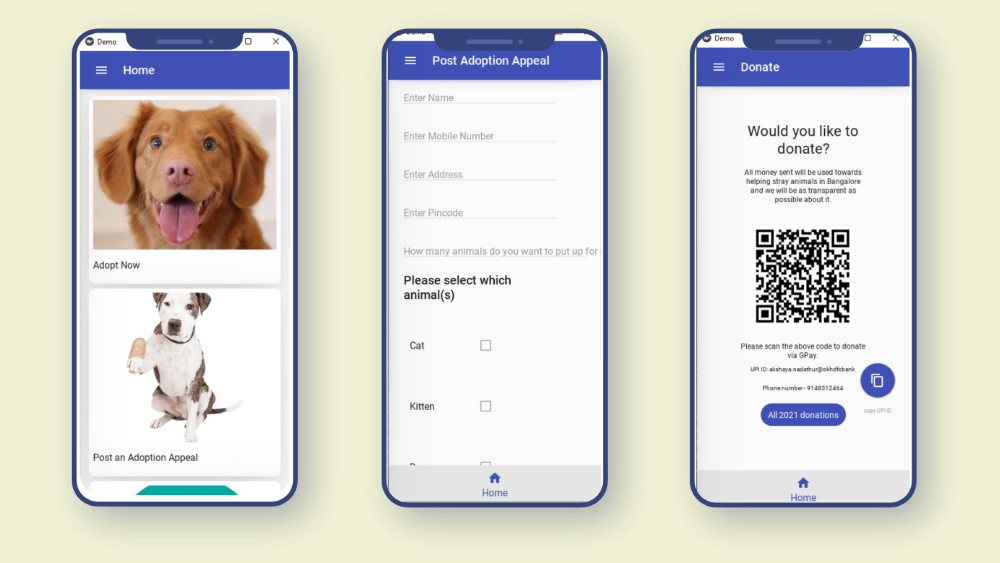 Demo
Home
Adopt Now
Post an Adoption Appeal
Post Adoption Appeal
Enter Name
Enter Mobile Number
Enter Address
Enter Pincode
How many animals do you want to put up for
Please select which
animal(s)
Cat
Kitten
Home
Demo
Donate
Would you like to
donate?
All money sent will be used towards
helping stray animals in Bangalore
and we will be as transparent as
possible about it.
Please scan the above code to donate
via GPay.
UPI ID: akshaya.nadathur@okhdfcbank
Phone number - 9148312464
copy UPI ID
All 2021 donations
Home